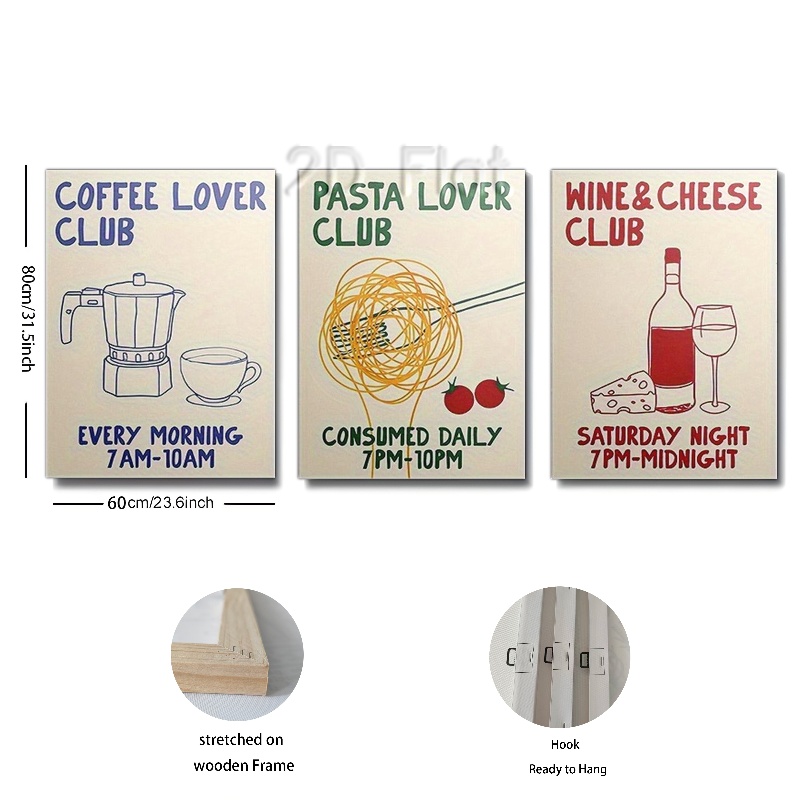 2D Flat
COFFEE LOVER
CLUB
EVERY MORNING
7AM-10AM
PASTA LOVER
CLUB
CONSUMED DAILY
7PM-10PM
WINE & CHEESE
CLUB
SATURDAY NIGHT
7PM-MIDNIGHT
80cm/31.5inch
60cm/23.6inch
stretched on
wooden Frame
Hook
Ready to Hang